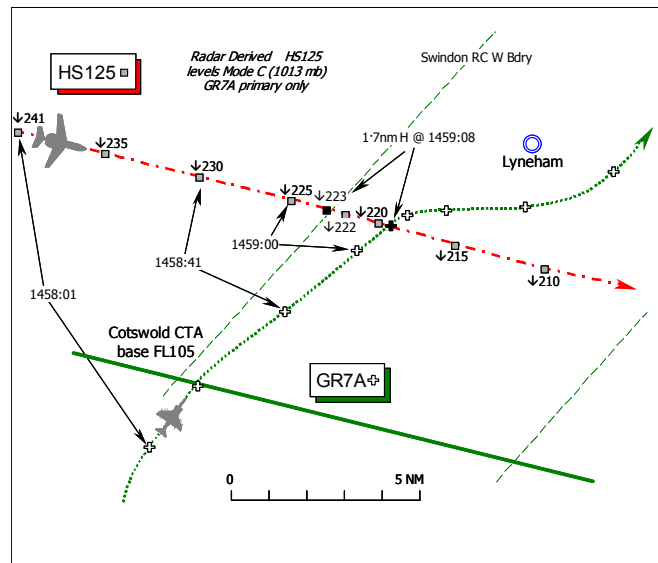 HS125
Radar Derived HS125
levels Mode C (1013 mb)
GR7A primary only
Swindon RC W Bdry
↓241
↓235
1·7nm H @ 1459:08
Lyneham
↓230
↓225
↓223
↓222
↓220
1459:00
↓215
1458:41
↓210
1458:01
Cotswold CTA
base FL105
GR7A
0
5 NM